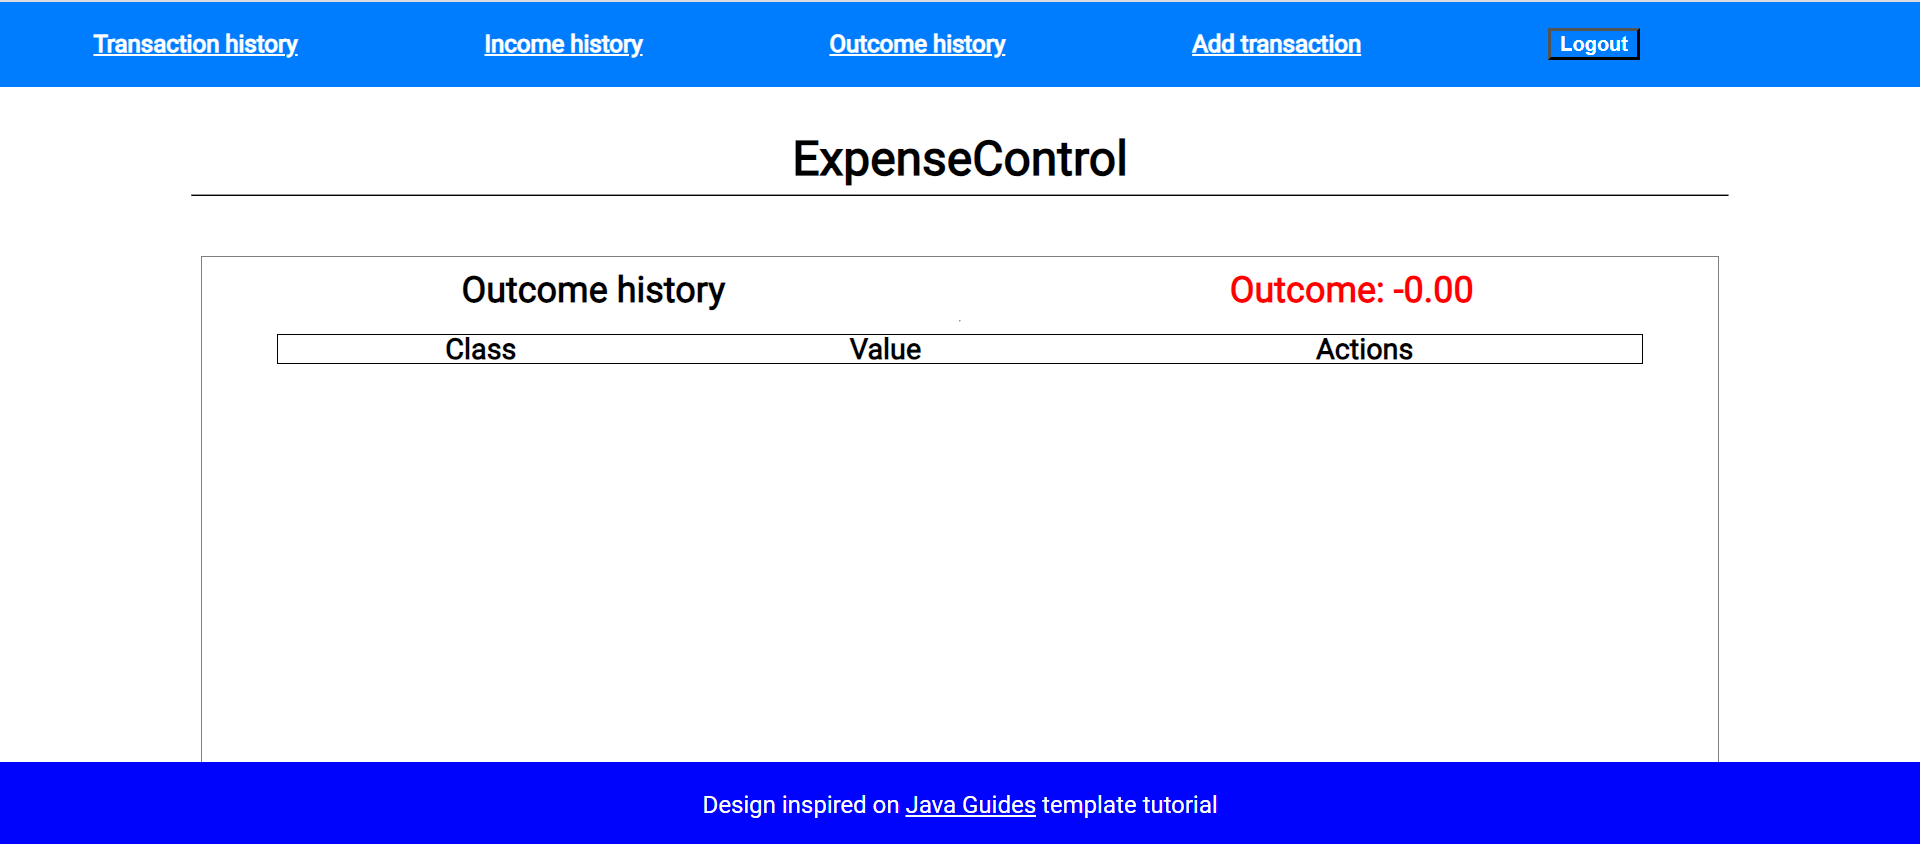 Transaction history Income history Outcome history Add transaction Logout
ExpenseControl
Outcome history Outcome: -0.00
Class Value Actions
Design inspired on Java Guides template tutorial